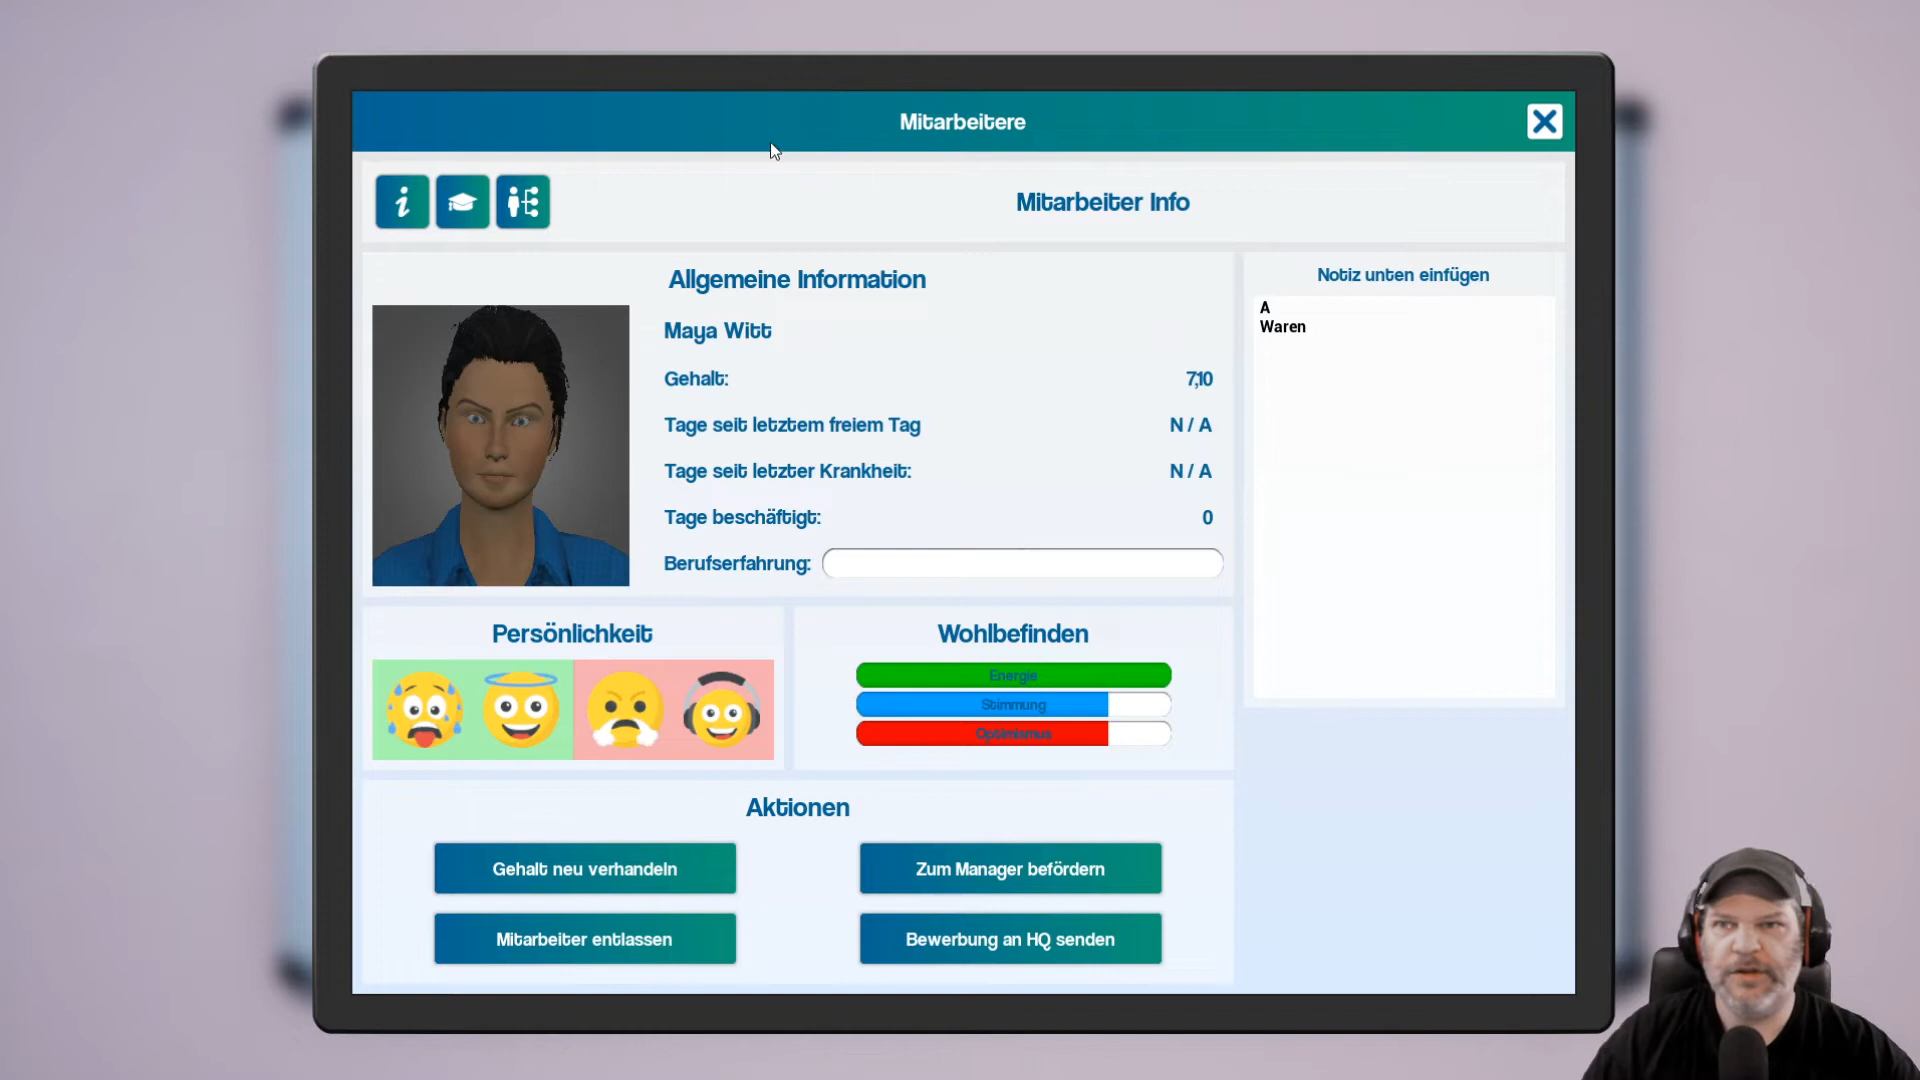 Mitarbeitere
Mitarbeiter Info
Allgemeine Information
Maya Witt
Gehalt: 7,10
Tage seit letztem freiem Tag N / A
Tage seit letzter Krankheit: N / A
Tage beschäftigt: 0
Berufserfahrung:
Notiz unten einfügen
A
Waren
Persönlichkeit
Wohlbefinden
Energie
Stimmung
Optimismus
Aktionen
Gehalt neu verhandeln
Zum Manager befördern
Mitarbeiter entlassen
Bewerbung an HQ senden